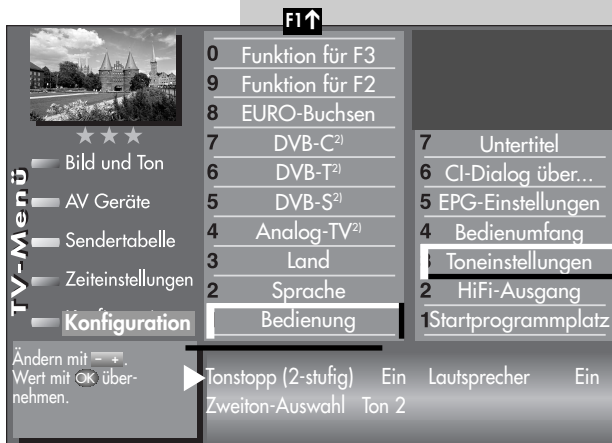 F1↑
0 Funktion für F3
9 Funktion für F2
8 EURO-Buchsen
7 DVB-C2)
6 DVB-T2)
5 DVB-S2)
4 Analog-TV2)
3 Land
2 Sprache
Bedienung
7 Untertitel
6 CI-Dialog über...
5 EPG-Einstellungen
4 Bedienumfang
3 Toneinstellungen
2 HiFi-Ausgang
1 Startprogrammplatz
TV-Menü
Bild und Ton
AV Geräte
Sendertabelle
Zeiteinstellungen
Konfiguration
Ändern mit - + .
Wert mit OK über-
nehmen.
Tonstopp (2-stufig) Ein Lautsprecher Ein
Zweiton-Auswahl Ton 2